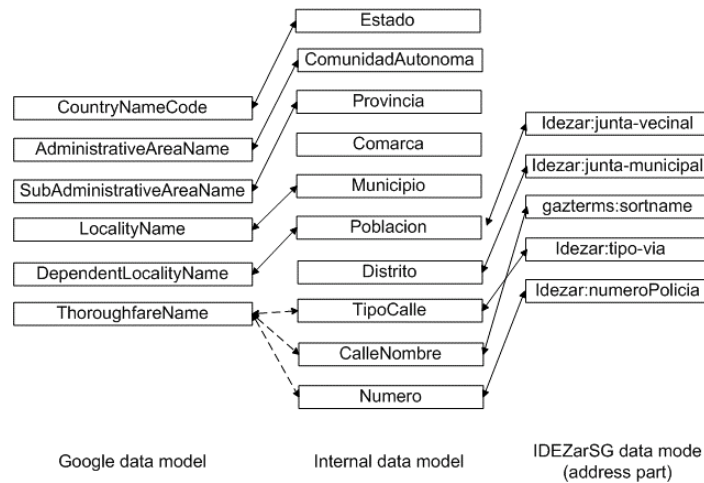 CountryNameCode
AdministrativeAreaName
SubAdministrativeAreaName
LocalityName
DependentLocalityName
ThoroughfareName
Google data model
Estado
ComunidadAutonoma
Provincia
Comarca
Municipio
Poblacion
Distrito
TipoCalle
CalleNombre
Numero
Internal data model
Idezar:junta-vecinal
Idezar:junta-municipal
gazterms:sortname
Idezar:tipo-via
Idezar:numeroPolicia
IDEZarSG data mode
(address part)